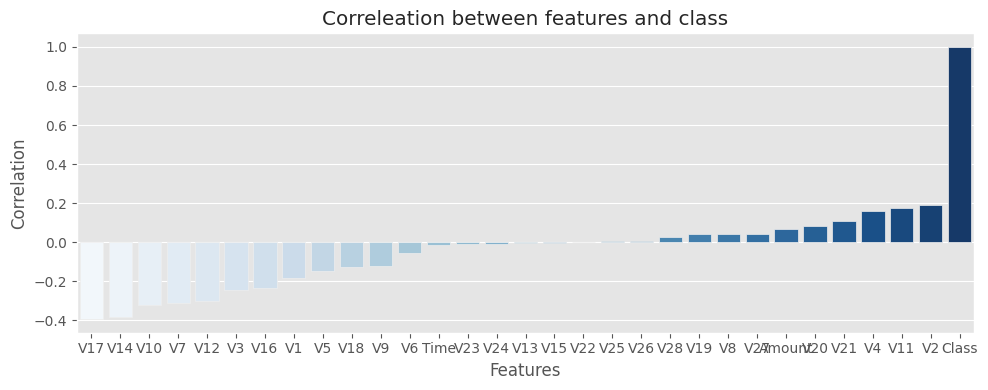 Correleation between features and class
Correlation
1.0
0.8
0.6
0.4
0.2
0.0
−0.2
−0.4
V17 V14 V10 V7 V12 V3 V16 V1 V5 V18 V9 V6 Time V23 V24 V13 V15 V22 V25 V26 V28 V19 V8 V27 Amount V20 V21 V4 V11 V2 Class
Features